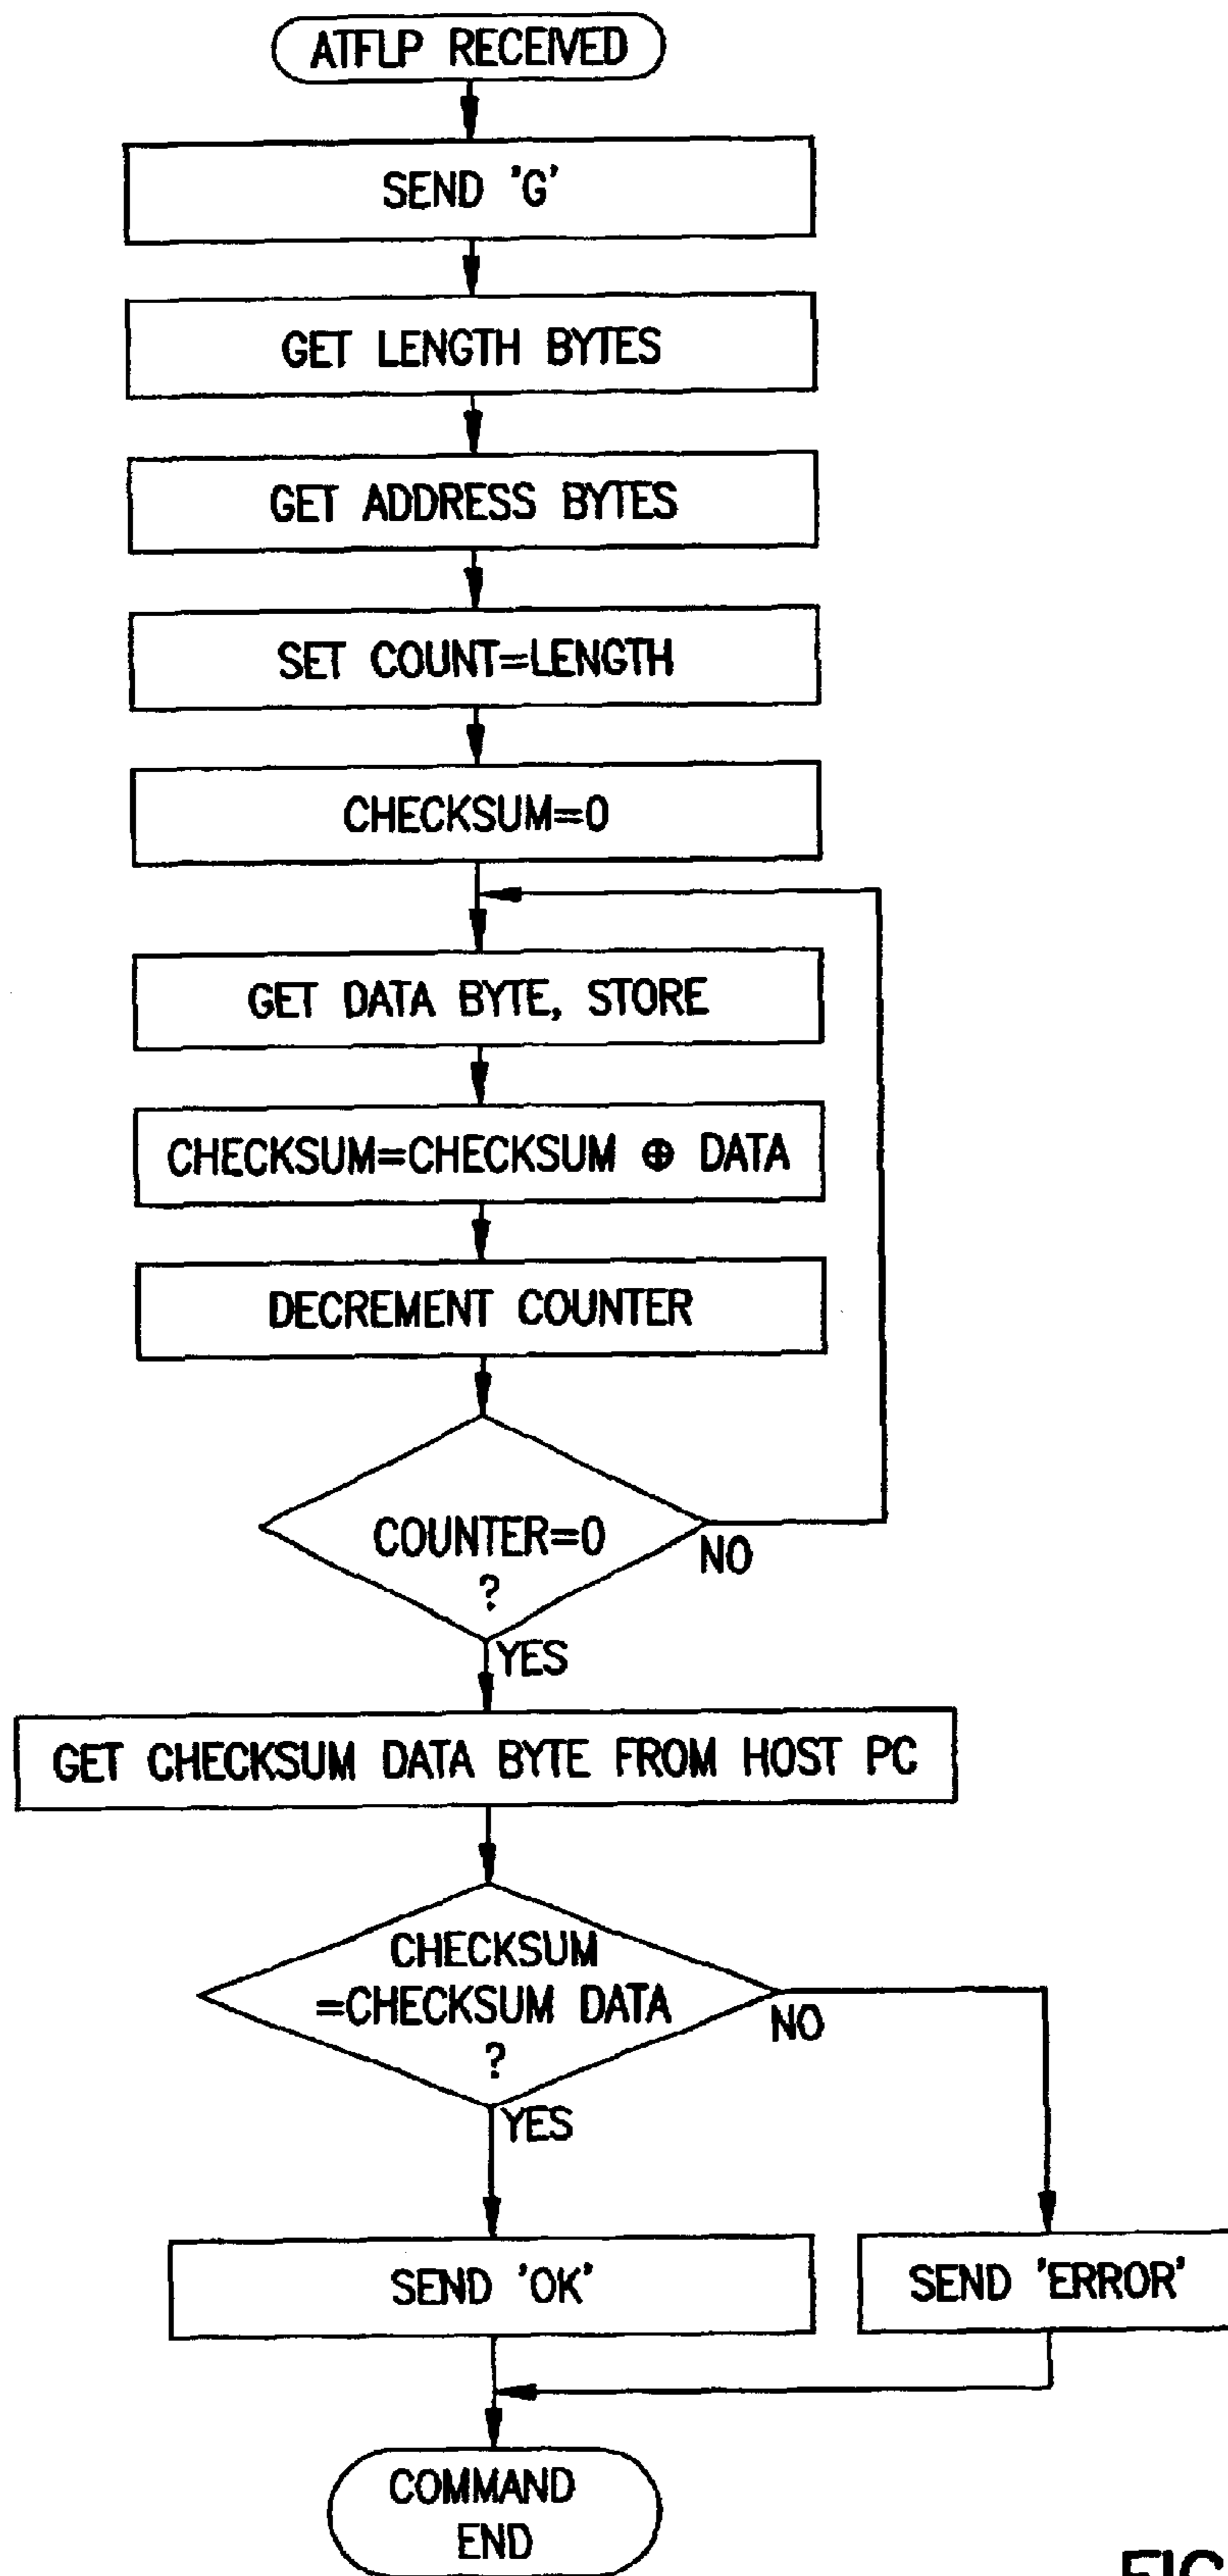 ATFLP RECEIVED
SEND 'G'
GET LENGTH BYTES
GET ADDRESS BYTES
SET COUNT=LENGTH
CHECKSUM=0
GET DATA BYTE, STORE
CHECKSUM=CHECKSUM ⊕ DATA
DECREMENT COUNTER
COUNTER=0
?
NO
YES
GET CHECKSUM DATA BYTE FROM HOST PC
CHECKSUM
=CHECKSUM DATA
?
NO
YES
SEND 'OK'
SEND 'ERROR'
COMMAND
END
FIG